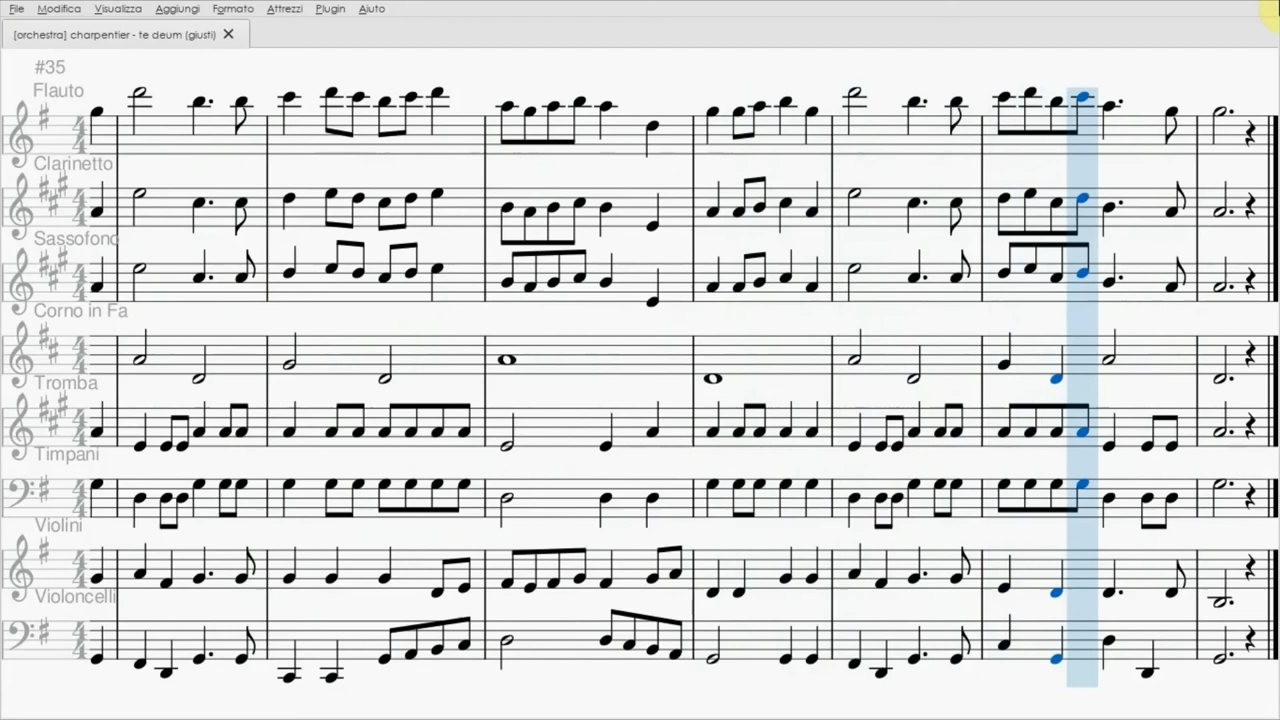 File Modifica Visualizza Aggiungi Formato Attrezzi Plugin Aiuto
[orchestra] charpentier - te deum (giusti)
#35
Flauto
Clarinetto
Sassofono
Corno in Fa
Tromba
Timpani
Violini
Violoncelli